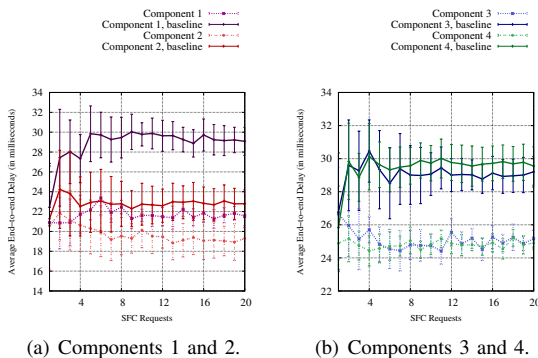 Component 1
Component 1, baseline
Component 2
Component 2, baseline
Average End-to-end Delay (in milliseconds)
34
32
30
28
26
24
22
20
18
16
14
4
8
12
16
20
SFC Requests
(a) Components 1 and 2.
Component 3
Component 3, baseline
Component 4
Component 4, baseline
Average End-to-end Delay (in milliseconds)
34
32
30
28
26
24
22
4
8
12
16
20
SFC Requests
(b) Components 3 and 4.